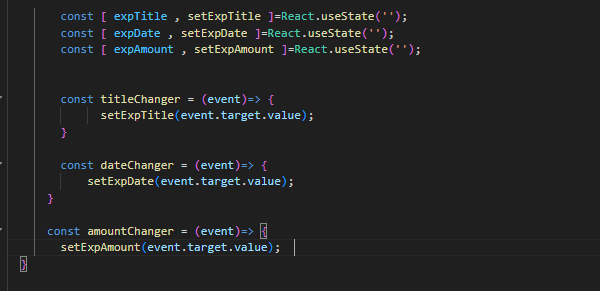 const [ expTitle , setExpTitle ]=React.useState('');
const [ expDate , setExpDate ]=React.useState('');
const [ expAmount , setExpAmount ]=React.useState('');
const titleChanger = (event)=> {
setExpTitle(event.target.value);
}
const dateChanger = (event)=> {
setExpDate(event.target.value);
}
const amountChanger = (event)=> {
setExpAmount(event.target.value);
}